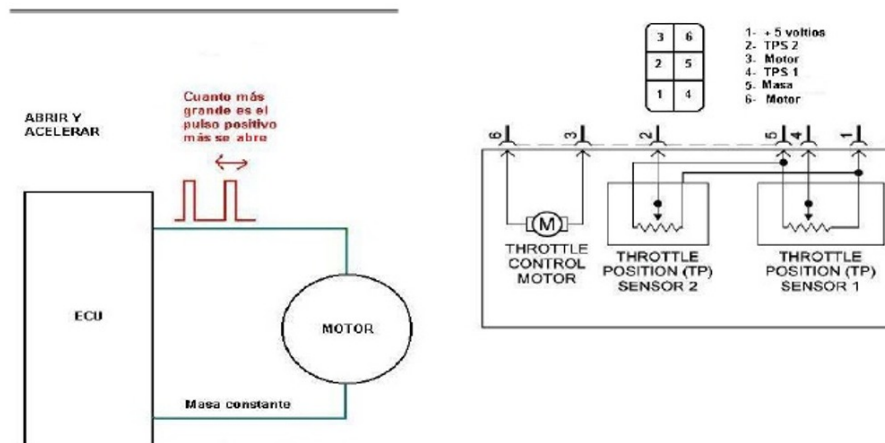 ABRIR Y
ACELERAR
Cuanto más
grande es el
pulso positivo
más se abre
ECU
MOTOR
Masa constante
3 6
2 5
1 4
1- + 5 voltios
2- TPS 2
3- Motor
4- TPS 1
5- Masa
6- Motor
6 3 2 5 4 1
M
THROTTLE
CONTROL
MOTOR
THROTTLE
POSITION (TP)
SENSOR 2
THROTTLE
POSITION (TP)
SENSOR 1